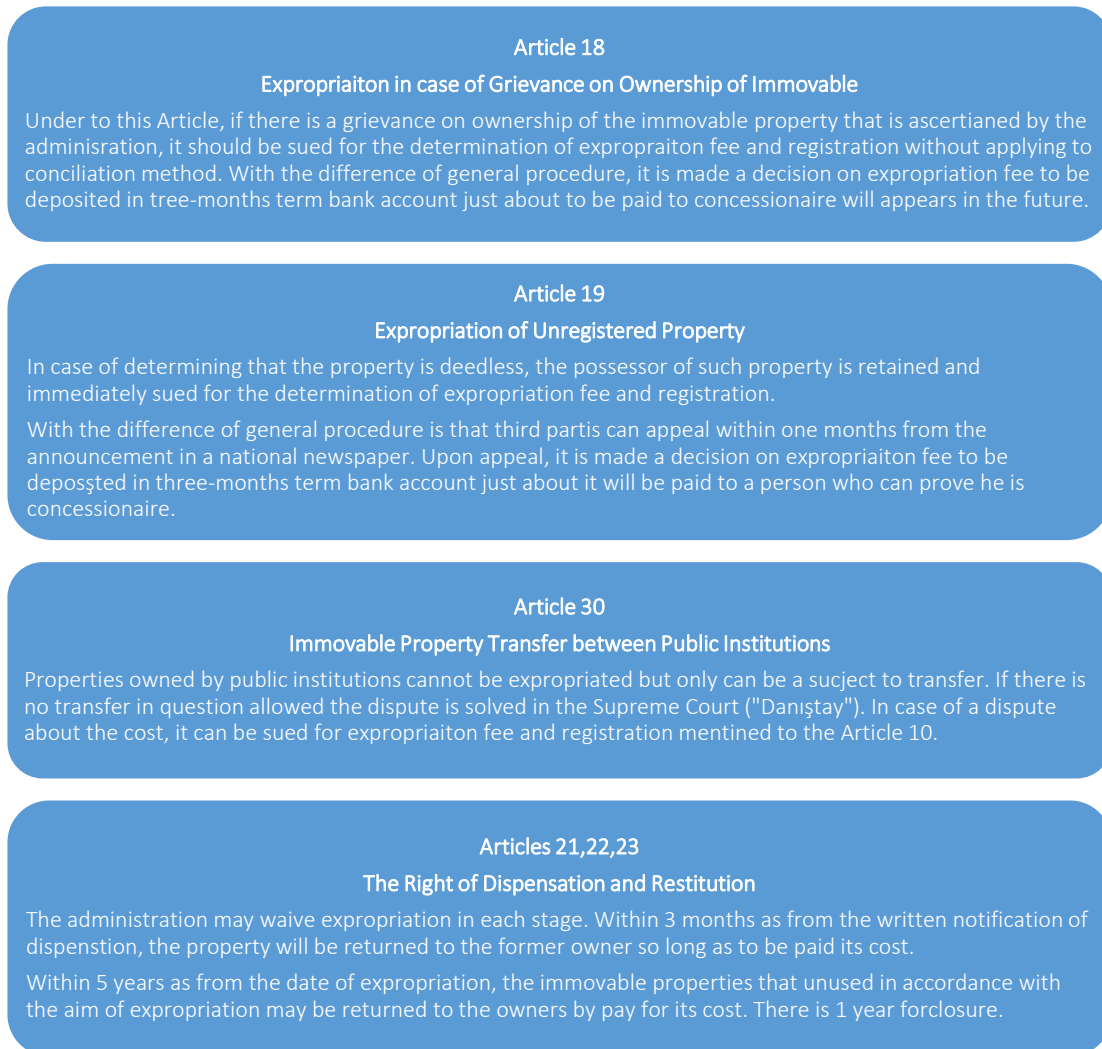 Article 18
Expropriaiton in case of Grievance on Ownership of Immovable
Under to this Article, if there is a grievance on ownership of the immovable property that is ascertianed by the
adminisration, it should be sued for the determination of expropraiton fee and registration without applying to
conciliation method. With the difference of general procedure, it is made a decision on expropriation fee to be
deposited in tree-months term bank account just about to be paid to concessionaire will appears in the future.
Article 19
Expropriation of Unregistered Property
In case of determining that the property is deedless, the possessor of such property is retained and
immediately sued for the determination of expropriation fee and registration.
With the difference of general procedure is that third partis can appeal within one months from the
announcement in a national newspaper. Upon appeal, it is made a decision on expropriaiton fee to be
depossţted in three-months term bank account just about it will be paid to a person who can prove he is
concessionaire.
Article 30
Immovable Property Transfer between Public Institutions
Properties owned by public institutions cannot be expropriated but only can be a sucject to transfer. If there is
no transfer in question allowed the dispute is solved in the Supreme Court ("Danıştay"). In case of a dispute
about the cost, it can be sued for expropriaiton fee and registration mentined to the Article 10.
Articles 21,22,23
The Right of Dispensation and Restitution
The administration may waive expropriation in each stage. Within 3 months as from the written notification of
dispenstion, the property will be returned to the former owner so long as to be paid its cost.
Within 5 years as from the date of expropriation, the immovable properties that unused in accordance with
the aim of expropriation may be returned to the owners by pay for its cost. There is 1 year forclosure.